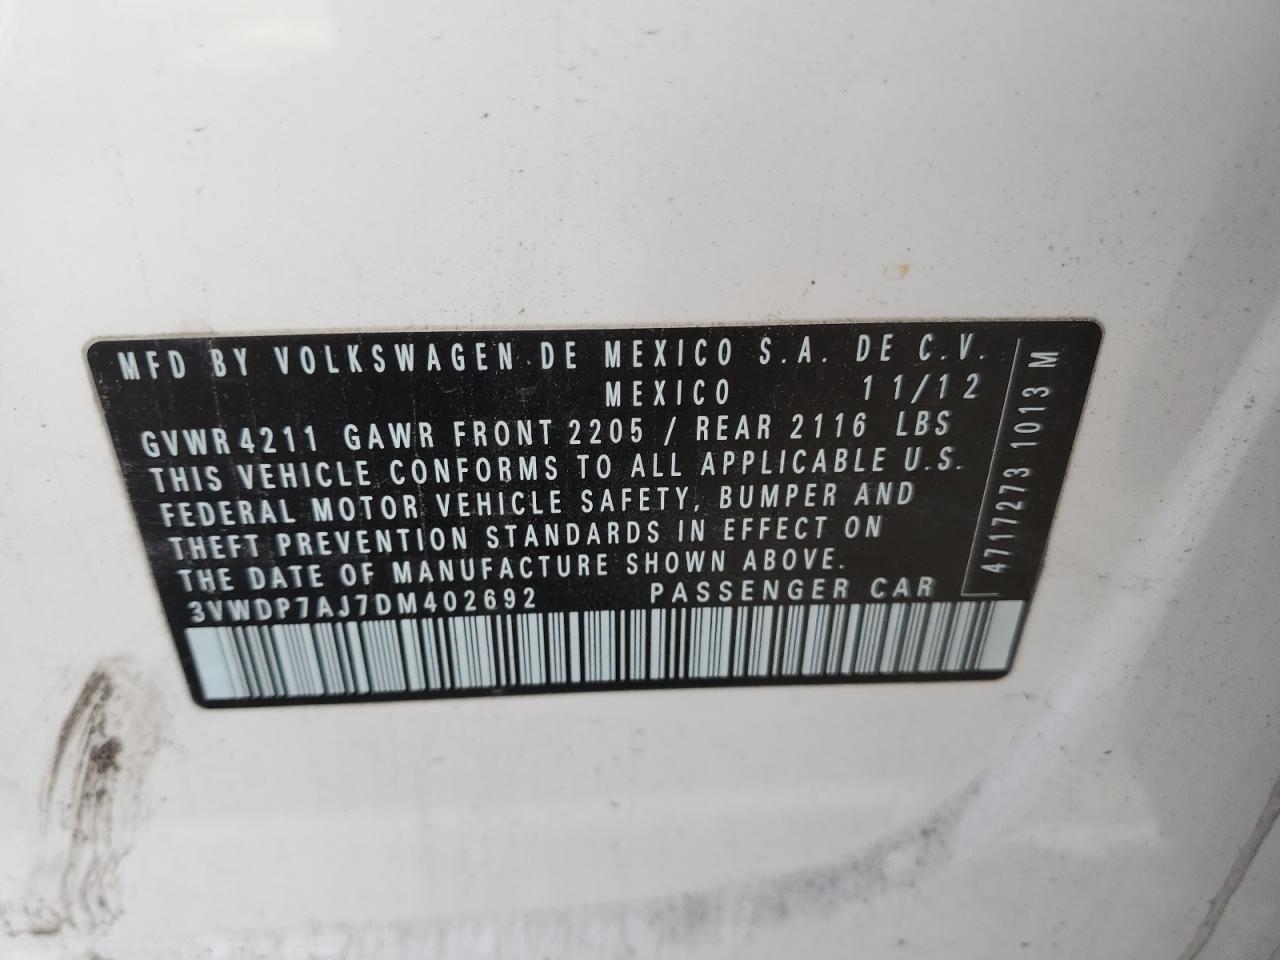 MFD BY VOLKSWAGEN DE MEXICO S.A. DE C.V.
MEXICO 11/12
GVWR 4211 GAWR FRONT 2205 / REAR 2116 LBS
THIS VEHICLE CONFORMS TO ALL APPLICABLE U.S.
FEDERAL MOTOR VEHICLE SAFETY, BUMPER AND
THEFT PREVENTION STANDARDS IN EFFECT ON
THE DATE OF MANUFACTURE SHOWN ABOVE.
3VWDP7AJ7DM402692 PASSENGER CAR
4717273 1013 M